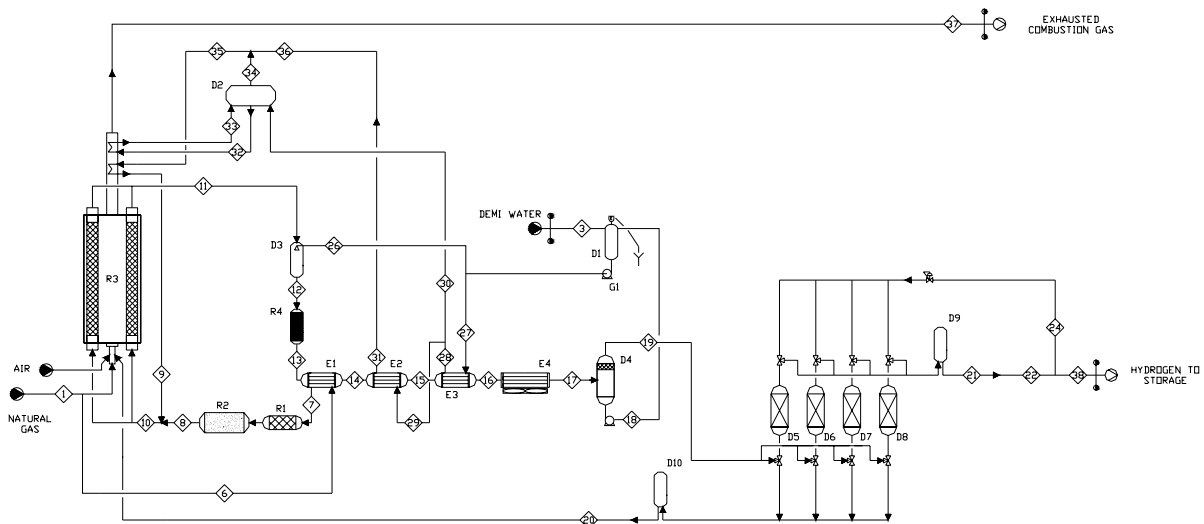 37
EXHAUSTED
COMBUSTION GAS
35
36
34
D2
33
32
11
DEMI WATER
3
D1
D3
26
R3
G1
30
12
R4
27
24
D9
19
13
E1
31
E2
28
E4
D4
AIR
9
14
15
16
17
21
22
38
HYDROGEN TO
STORAGE
E3
1
NATURAL
GAS
7
R2
R1
10
8
29
18
D5
D6
D7
D8
D10
6
20